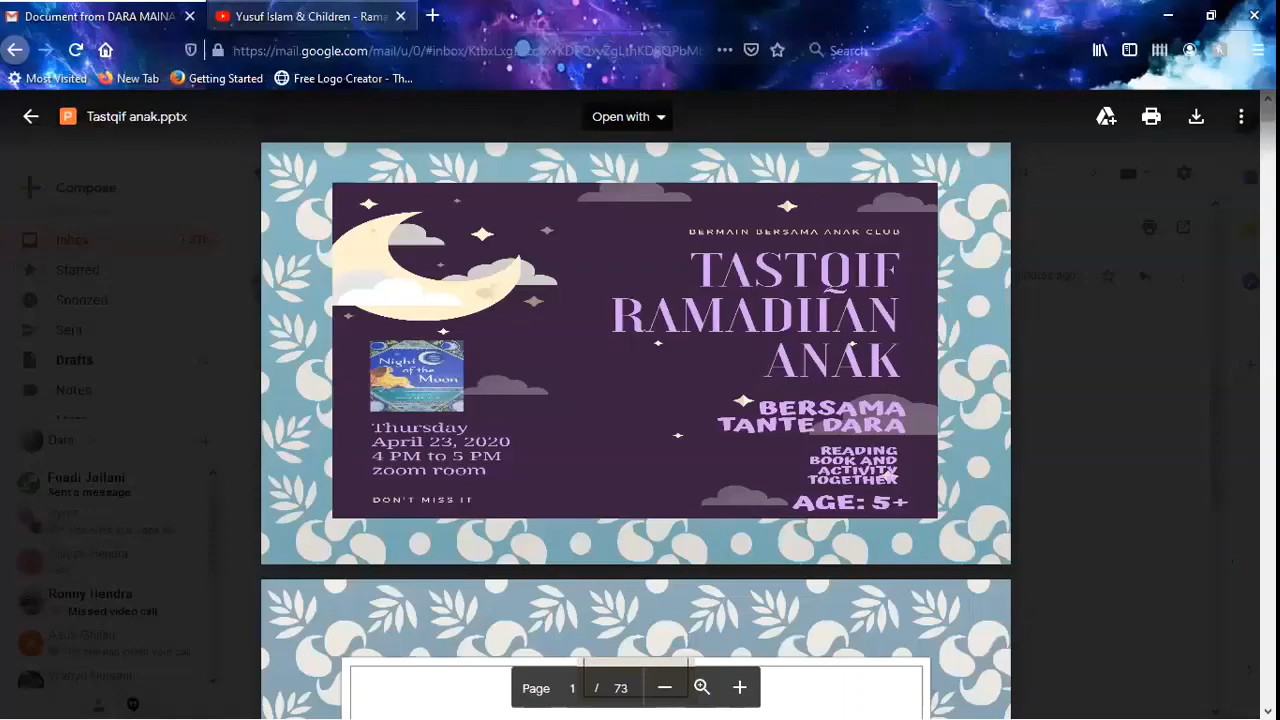 Document from DARA MAINA
Yusuf Islam & Children - Rama
https://mail.google.com/mail/u/0/#inbox/
Search
Most Visited
New Tab
Getting Started
Free Logo Creator - Th...
Tastqif anak.pptx
Open with
Compose
Inbox
Starred
Snoozed
Sent
Drafts
Notes
More
Dara
Fuadi Jailani
Sent a message
Hendra
Ronny Hendra
Missed video call
BERMAIN BERSAMA ANAK CLUB
TASTQIF
RAMADHAN
ANAK
BERSAMA
TANTE DARA
READING
BOOK AND
ACTIVITY
TOGETHER
AGE: 5+
Night
of the
Moon
Thursday
April 23, 2020
4 PM to 5 PM
zoom room
DON'T MISS IT
Page 1 / 73